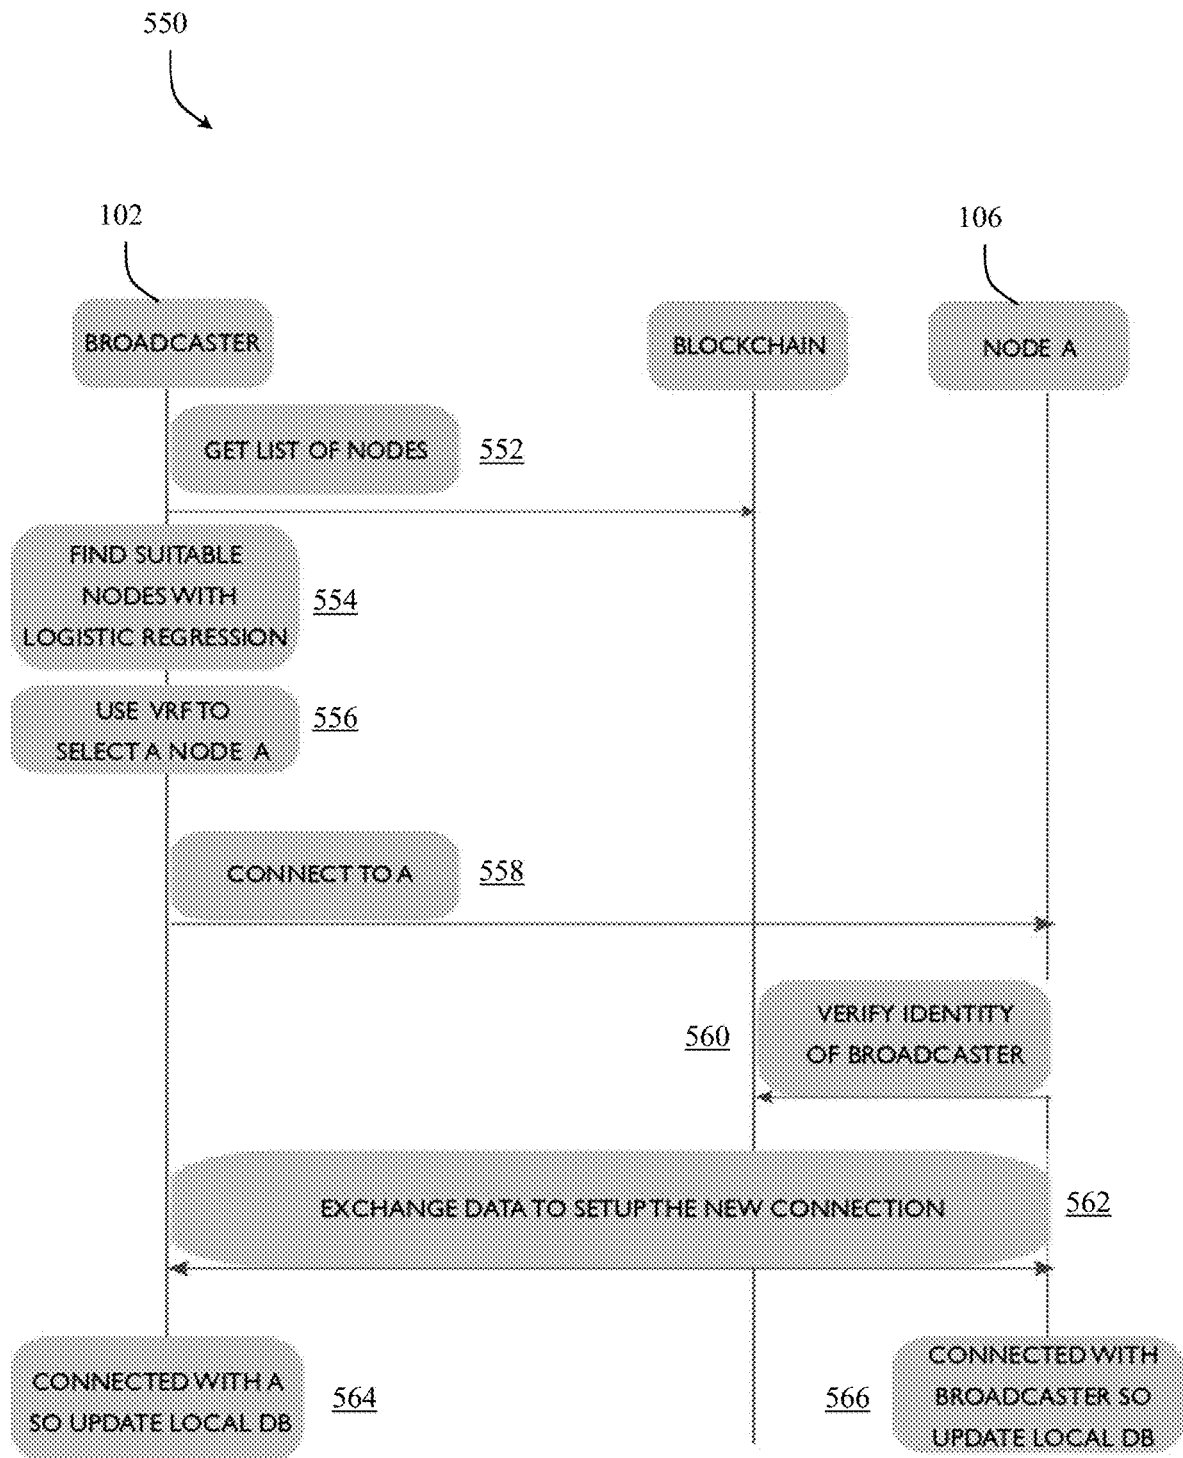 550
102
106
BROADCASTER
BLOCKCHAIN
NODE A
GET LIST OF NODES
552
FIND SUITABLE
NODES WITH
LOGISTIC REGRESSION
554
USE VRF TO
SELECT A NODE A
556
CONNECT TO A
558
VERIFY IDENTITY
OF BROADCASTER
560
EXCHANGE DATA TO SETUP THE NEW CONNECTION
562
CONNECTED WITH A
SO UPDATE LOCAL DB
564
566
CONNECTED WITH
BROADCASTER SO
UPDATE LOCAL DB